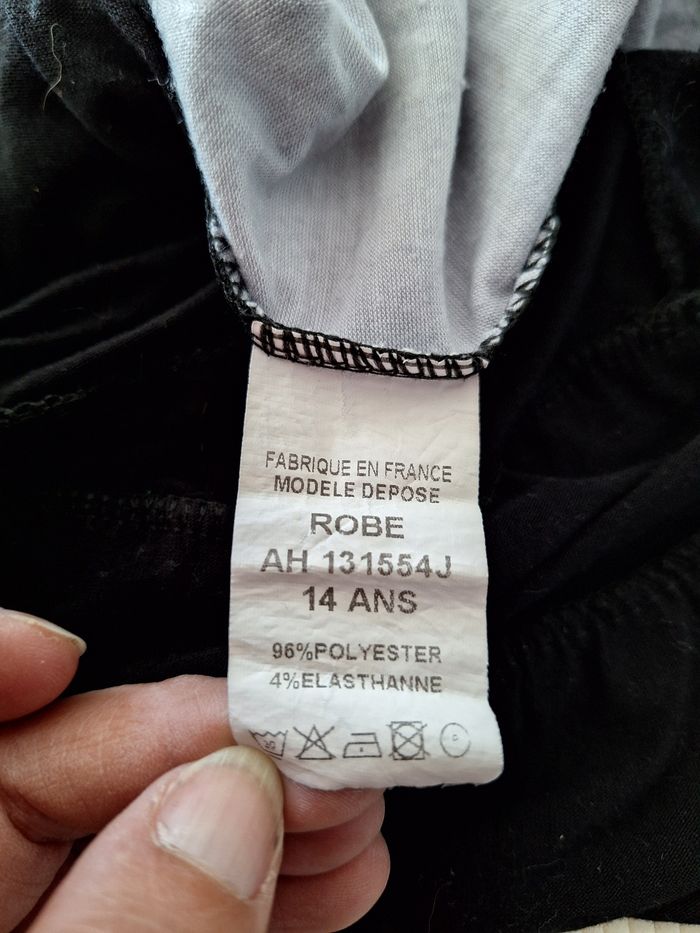 FABRIQUE EN FRANCE
MODELE DEPOSE
ROBE
AH 131554J
14 ANS
96%POLYESTER
4%ELASTHANNE